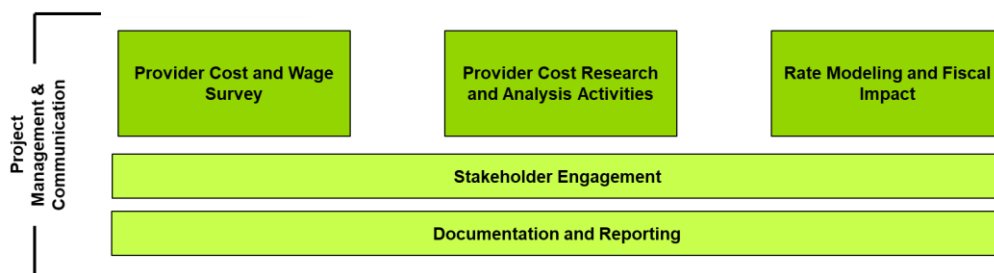 Project
Management &
Communication
Provider Cost and Wage
Survey
Provider Cost Research
and Analysis Activities
Rate Modeling and Fiscal
Impact
Stakeholder Engagement
Documentation and Reporting